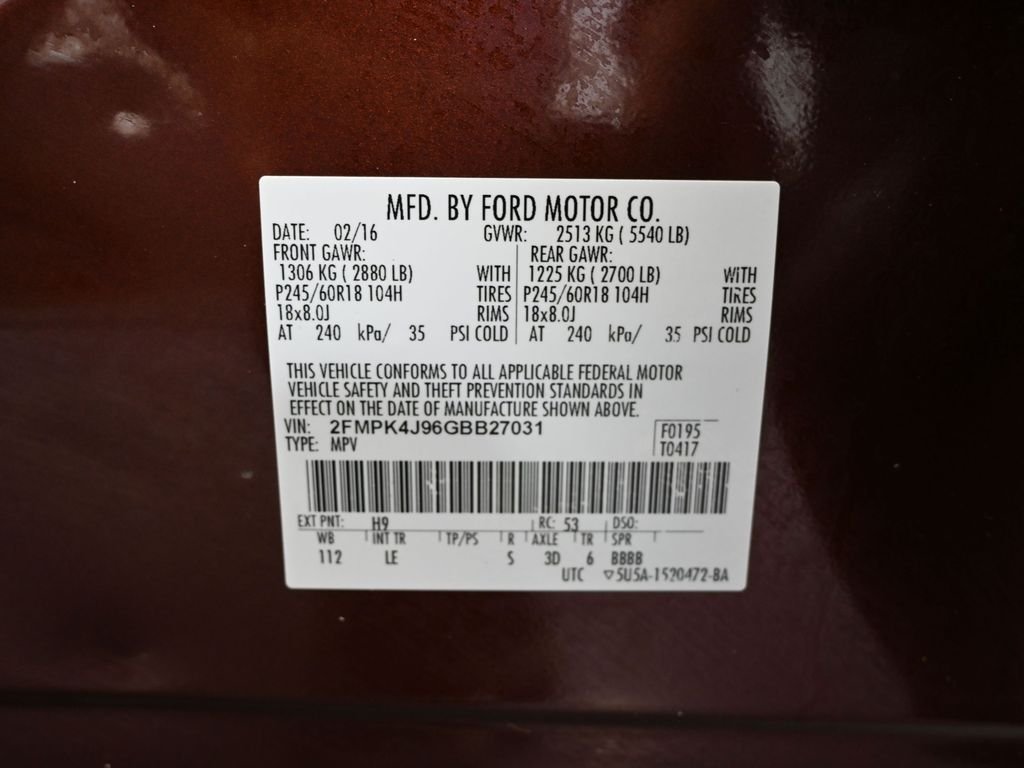 MFD. BY FORD MOTOR CO.
DATE: 02/16 GVWR: 2513 KG ( 5540 LB)
FRONT GAWR: REAR GAWR:
1306 KG ( 2880 LB) WITH 1225 KG ( 2700 LB) WITH
P245/60R18 104H TIRES P245/60R18 104H TIRES
18x8.0J RIMS 18x8.0J RIMS
AT 240 kPa/ 35 PSI COLD AT 240 kPa/ 35 PSI COLD
THIS VEHICLE CONFORMS TO ALL APPLICABLE FEDERAL MOTOR
VEHICLE SAFETY AND THEFT PREVENTION STANDARDS IN
EFFECT ON THE DATE OF MANUFACTURE SHOWN ABOVE.
VIN: 2FMPK4J96GBB27031 F0195
TYPE: MPV T0417
EXT PNT: H9 RC: 53 DSO:
WB INT TR TP/PS R AXLE TR SPR
112 LE S 3D 6 BBBB
UTC ▽5U5A-1520472-BA